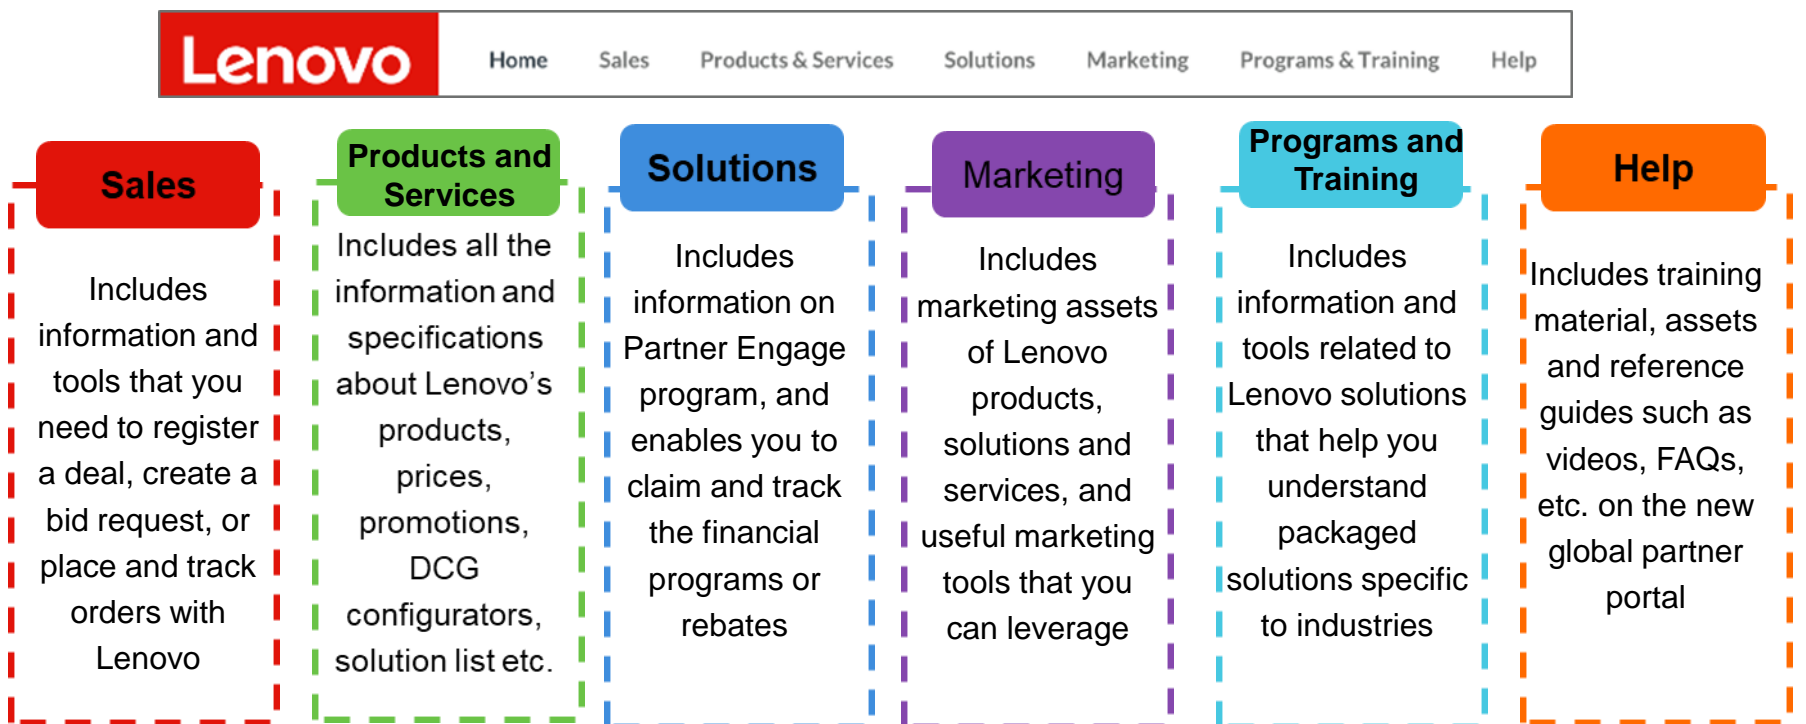 Lenovo
Home
Sales
Products & Services
Solutions
Marketing
Programs & Training
Help
Sales
Includes
information and
tools that you
need to register
a deal, create a
bid request, or
place and track
orders with
Lenovo
Products and
Services
Includes all the
information and
specifications
about Lenovo’s
products,
prices,
promotions,
DCG
configurators,
solution list etc.
Solutions
Includes
information on
Partner Engage
program, and
enables you to
claim and track
the financial
programs or
rebates
Marketing
Includes
marketing assets
of Lenovo
products,
solutions and
services, and
useful marketing
tools that you
can leverage
Programs and
Training
Includes
information and
tools related to
Lenovo solutions
that help you
understand
packaged
solutions specific
to industries
Help
Includes training
material, assets
and reference
guides such as
videos, FAQs,
etc. on the new
global partner
portal